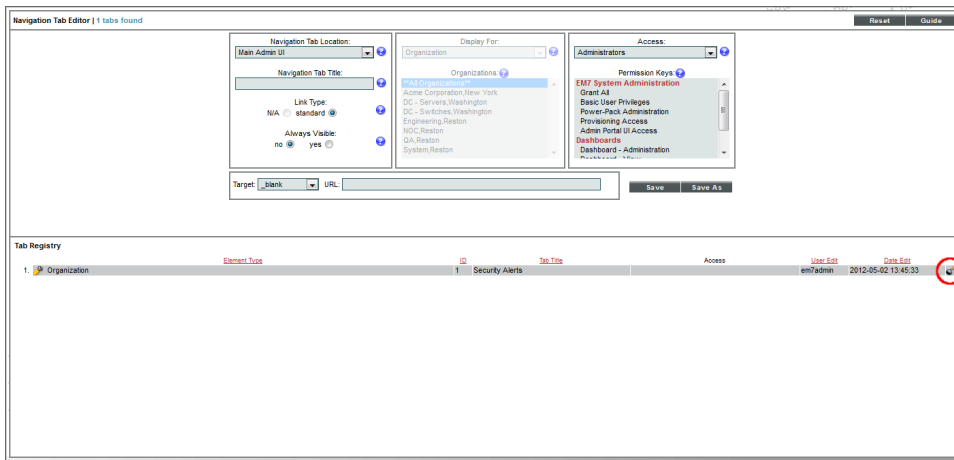 Navigation Tab Editor | 1 tabs found
Reset
Guide
Navigation Tab Location:
Main Admin UI
Navigation Tab Title:
Link Type:
N/A standard
Always Visible:
no yes
Display For:
Organization
Organizations:
**All Organizations**
Acme Corporation,New York
DC - Servers,Washington
DC - Switches,Washington
Engineering,Reston
NOC,Reston
QA,Reston
System,Reston
Access:
Administrators
Permission Keys:
EM7 System Administration
Grant All
Basic User Privileges
Power-Pack Administration
Provisioning Access
Admin Portal UI Access
Dashboards
Dashboard - Administration
Target: _blank URL:
Save
Save As
Tab Registry
Element Type ID Tab Title Access User Edit Date Edit
1. Organization 1 Security Alerts em7admin 2012-05-02 13:45:33